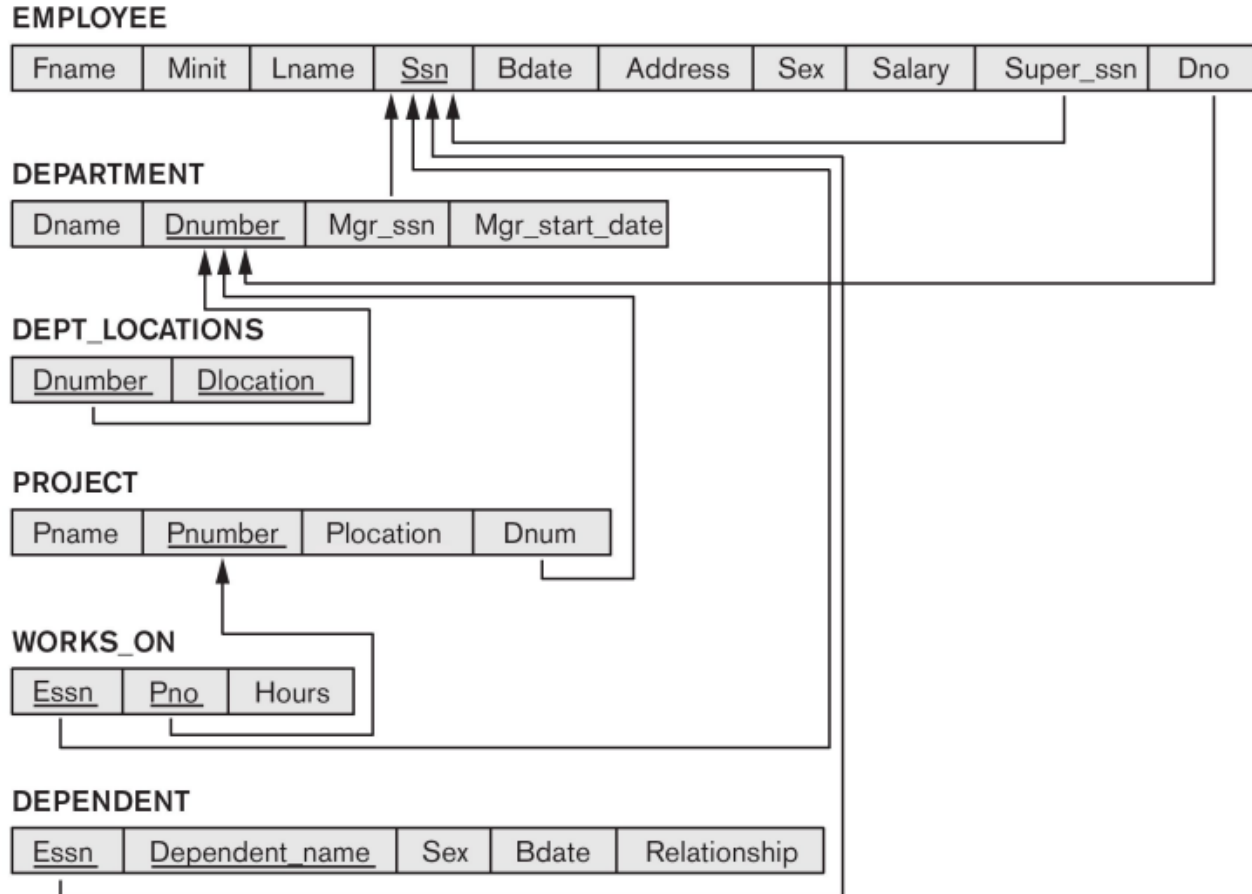 EMPLOYEE
Fname Minit Lname Ssn Bdate Address Sex Salary Super_ssn Dno
DEPARTMENT
Dname Dnumber Mgr_ssn Mgr_start_date
DEPT_LOCATIONS
Dnumber Dlocation
PROJECT
Pname Pnumber Plocation Dnum
WORKS_ON
Essn Pno Hours
DEPENDENT
Essn Dependent_name Sex Bdate Relationship